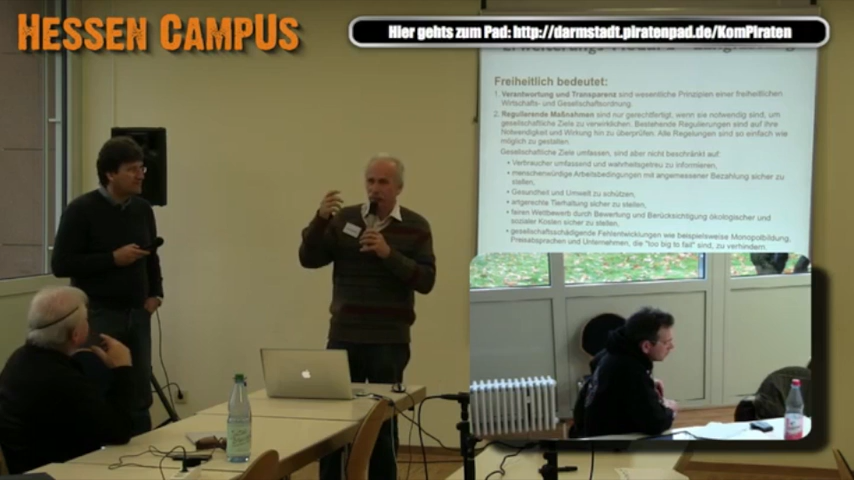 HESSEN CAMPUS
Hier gehts zum Pad: http://darmstadt.piratenpad.de/KomPiraten
Freiheitlich bedeutet:
1. Verantwortung und Transparenz sind wesentliche Prinzipien einer freiheitlichen
Wirtschafts- und Gesellschaftsordnung.
2. Regulierende Maßnahmen sind nur gerechtfertigt, wenn sie notwendig sind, um
gesellschaftliche Ziele zu verwirklichen. Bestehende Regulierungen sind auf ihre
Notwendigkeit und Wirkung hin zu überprüfen. Alle Regelungen sind so einfach wie
möglich zu gestalten.
Gesellschaftliche Ziele umfassen, sind aber nicht beschränkt auf:
• Verbraucher umfassend und wahrheitsgetreu zu informieren,
• menschenwürdige Arbeitsbedingungen mit angemessener Bezahlung sicher zu
stellen,
• Gesundheit und Umwelt zu schützen,
• artgerechte Tierhaltung sicher zu stellen,
• fairen Wettbewerb durch Bewertung und Berücksichtigung ökologischer und
sozialer Kosten sicher zu stellen,
• gesellschaftsschädigende Fehlentwicklungen wie beispielsweise Monopolbildung,
Preisabsprachen und Unternehmen, die "too big to fail" sind, zu verhindern.